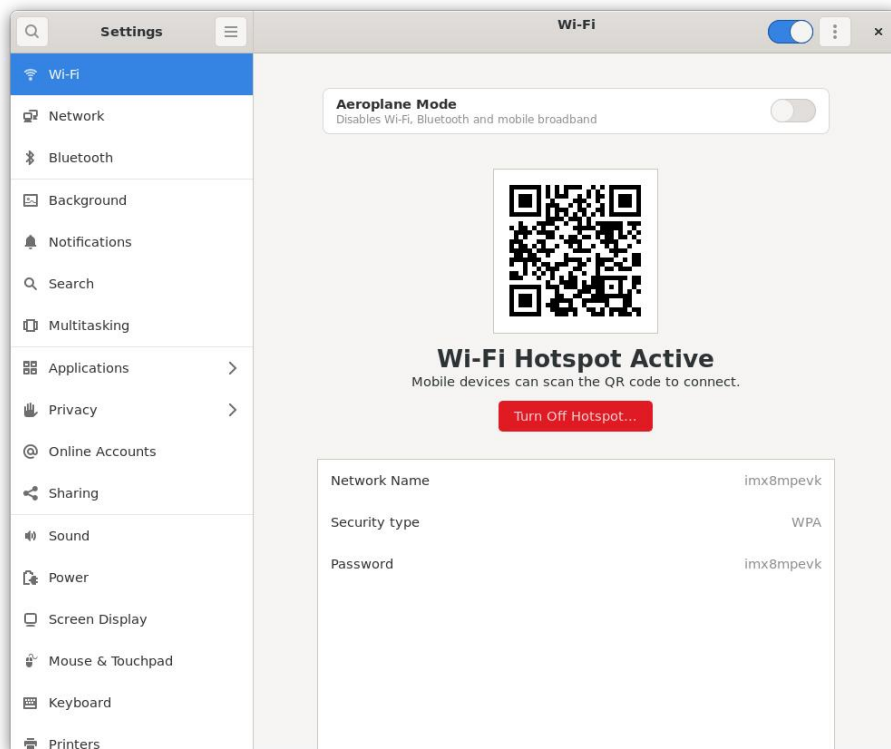 Settings
Wi-Fi
Wi-Fi
Network
Bluetooth
Background
Notifications
Search
Multitasking
Applications
Privacy
Online Accounts
Sharing
Sound
Power
Screen Display
Mouse & Touchpad
Keyboard
Printers
Aeroplane Mode
Disables Wi-Fi, Bluetooth and mobile broadband
Wi-Fi Hotspot Active
Mobile devices can scan the QR code to connect.
Turn Off Hotspot...
Network Name imx8mpevk
Security type WPA
Password imx8mpevk